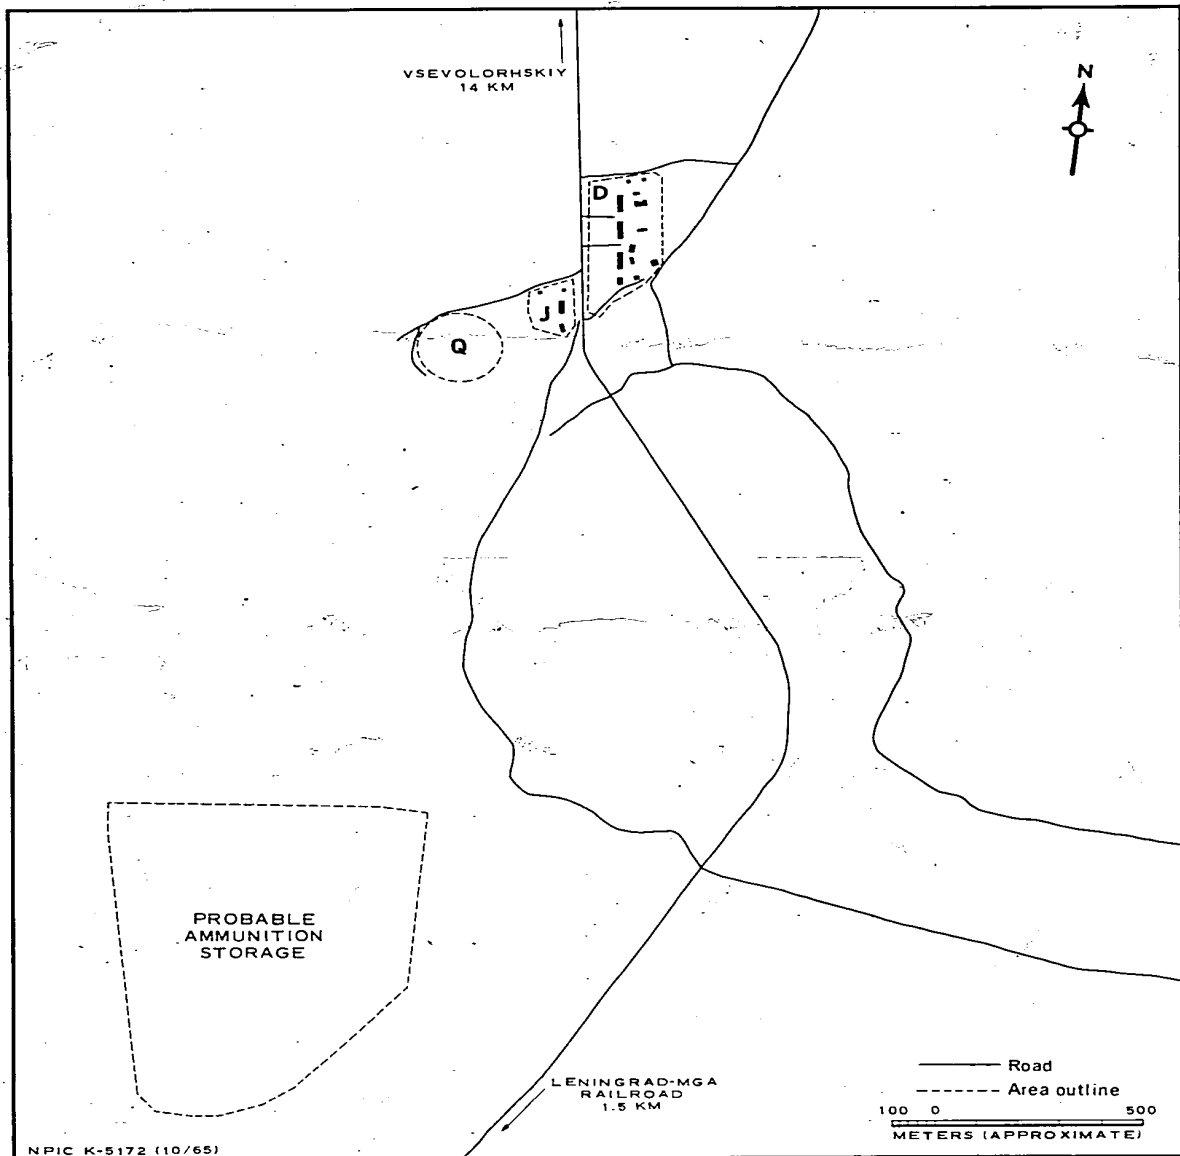 VSEVOLORHSKIY
14 KM
N
D
J
Q
PROBABLE
AMMUNITION
STORAGE
LENINGRAD-MGA
RAILROAD
1.5 KM
Road
Area outline
100 0 500
METERS (APPROXIMATE)
NPIC K-5172 (10/65)